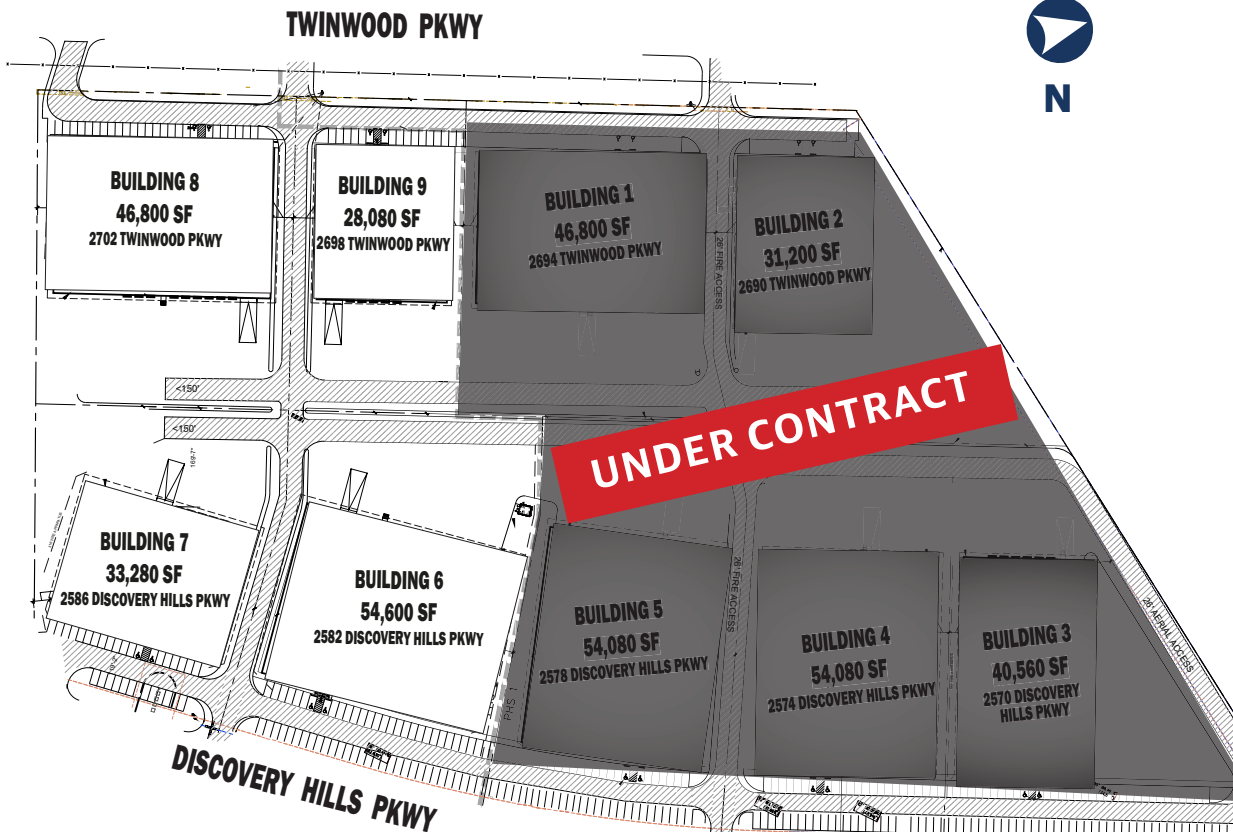 TWINWOOD PKWY
N
BUILDING 8
46,800 SF
2702 TWINWOOD PKWY
BUILDING 9
28,080 SF
2698 TWINWOOD PKWY
BUILDING 1
46,800 SF
2694 TWINWOOD PKWY
BUILDING 2
31,200 SF
2690 TWINWOOD PKWY
26' FIRE ACCESS
<150'
<150'
169'-7"
UNDER CONTRACT
BUILDING 7
33,280 SF
2586 DISCOVERY HILLS PKWY
BUILDING 6
54,600 SF
2582 DISCOVERY HILLS PKWY
BUILDING 5
54,080 SF
2578 DISCOVERY HILLS PKWY
26' FIRE ACCESS
BUILDING 4
54,080 SF
2574 DISCOVERY HILLS PKWY
BUILDING 3
40,560 SF
2570 DISCOVERY
HILLS PKWY
26' AERIAL ACCESS
PHS 1
DISCOVERY HILLS PKWY